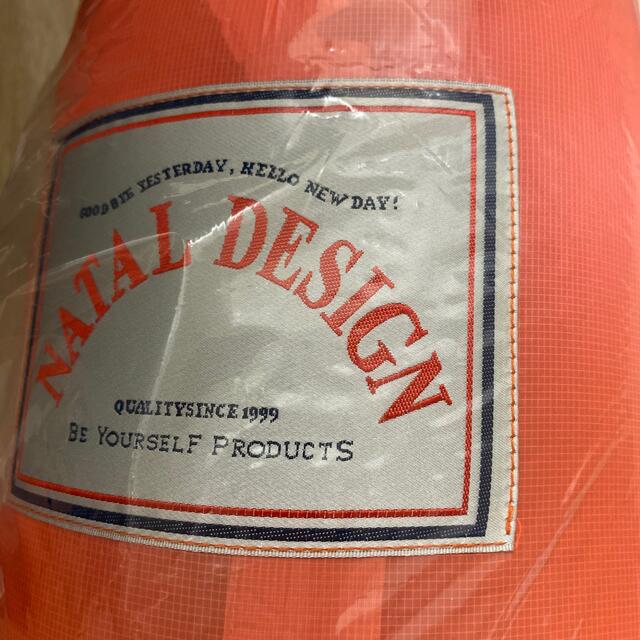 GOOD BYE YESTERDAY, HELLO NEW DAY!
NATAL DESIGN
QUALITYSINCE 1999
BE YOURSELF PRODUCTS